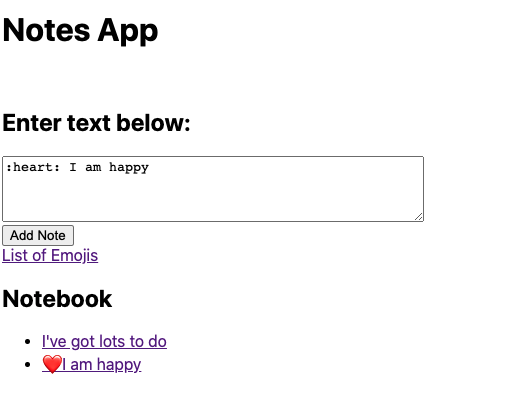 Notes App
Enter text below:
:heart: I am happy
Add Note
List of Emojis
Notebook
I've got lots to do
❤️I am happy